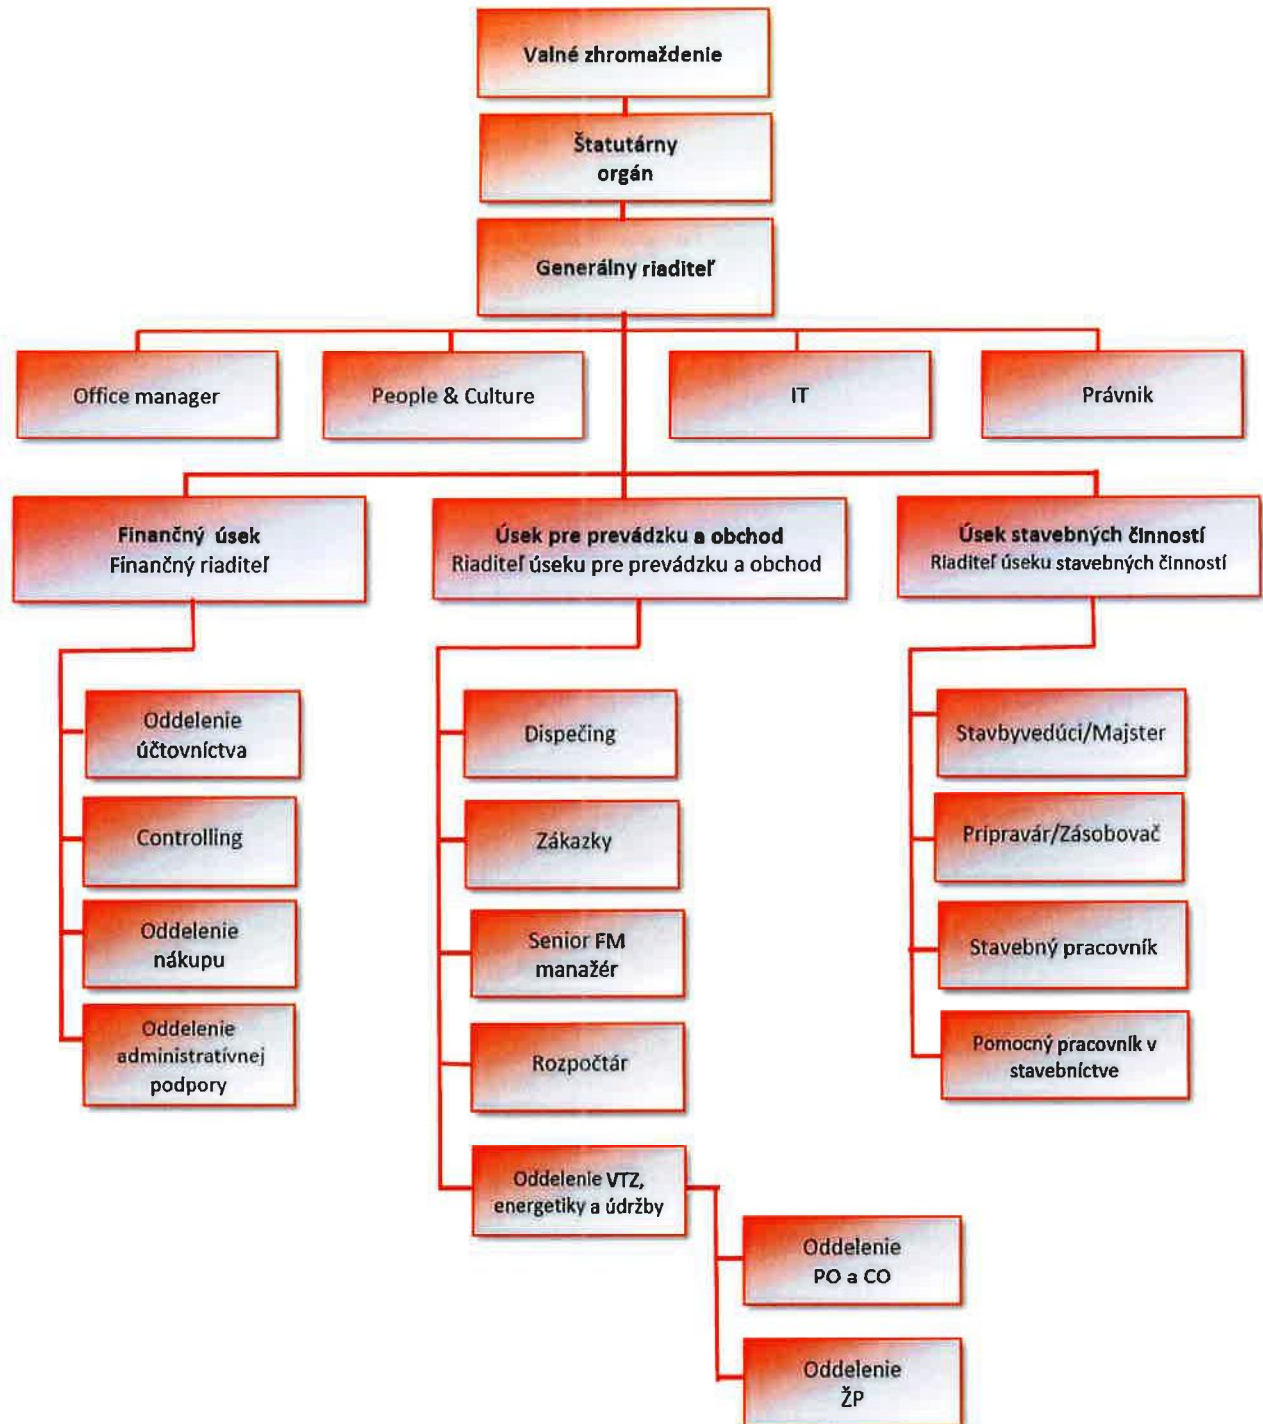 Valné zhromaždenie
Štatutárny
orgán
Generálny riaditeľ
Office manager
People & Culture
IT
Právnik
Finančný úsek
Finančný riaditeľ
Úsek pre prevádzku a obchod
Riaditeľ úseku pre prevádzku a obchod
Úsek stavebných činností
Riaditeľ úseku stavebných činností
Oddelenie
účtovníctva
Controlling
Oddelenie
nákupu
Oddelenie
administratívnej
podpory
Dispečing
Zákazky
Senior FM
manažér
Rozpočtár
Oddelenie VTZ,
energetiky a údržby
Oddelenie
PO a CO
Oddelenie
ŽP
Stavbyvedúci/Majster
Prípravár/Zásobovač
Stavebný pracovník
Pomocný pracovník v
stavebníctve